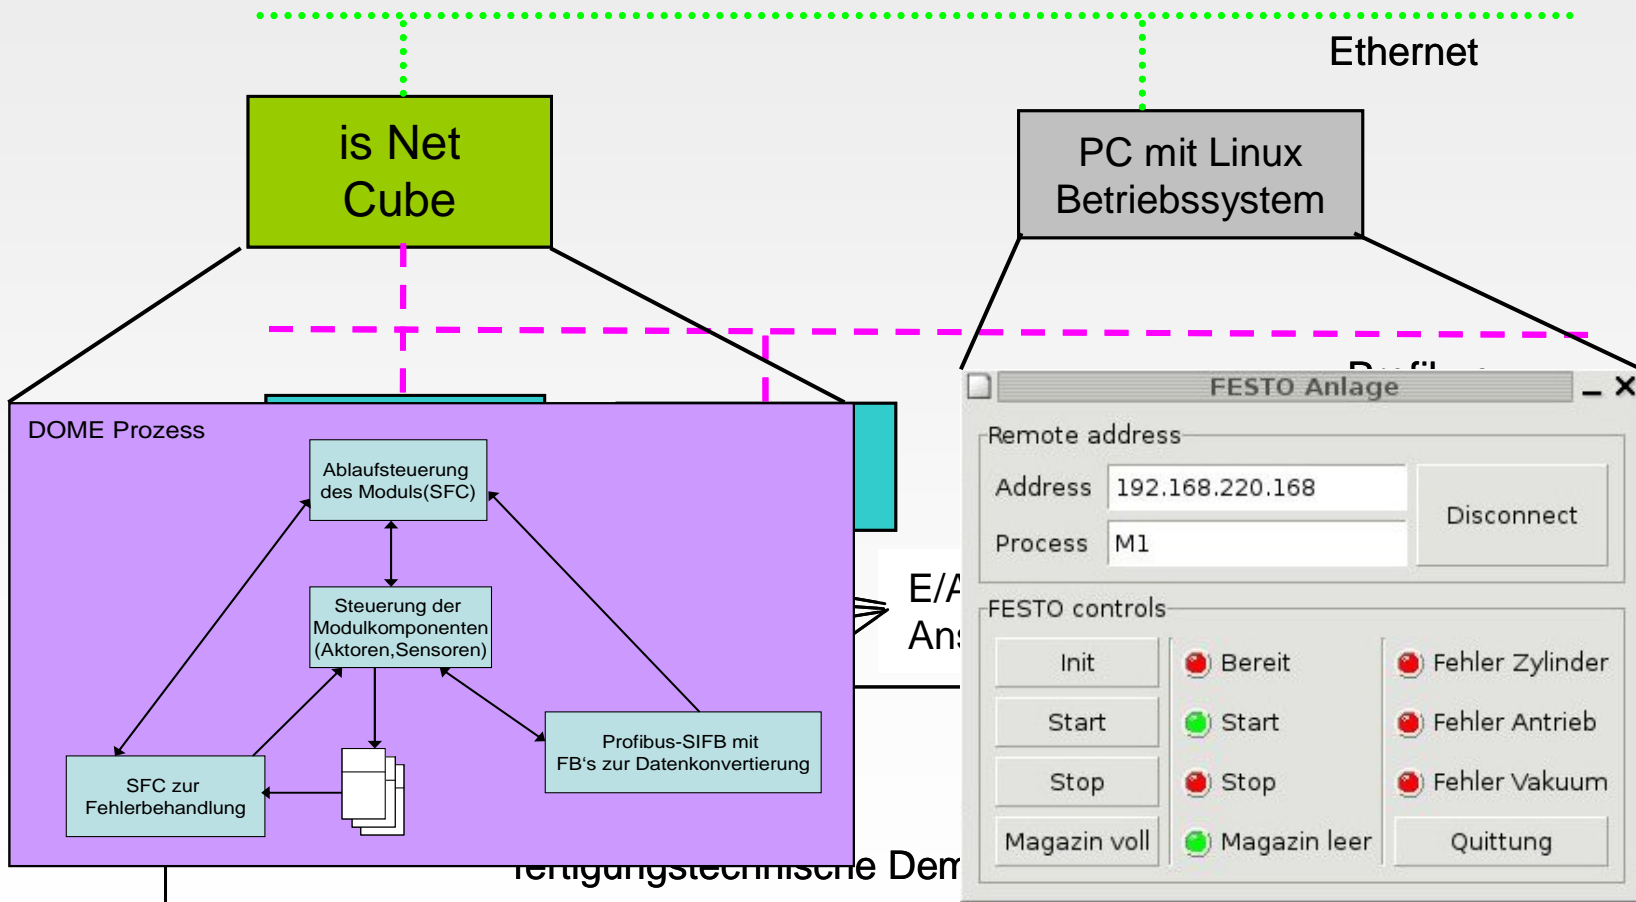 Ethernet
is Net
Cube
PC mit Linux
Betriebssystem
DOME Prozess
Ablaufsteuerung
des Moduls(SFC)
Steuerung der
Modulkomponenten
(Aktoren,Sensoren)
Profibus-SIFB mit
FB's zur Datenkonvertierung
SFC zur
Fehlerbehandlung
E/A
FESTO Anlage
Remote address
Address 192.168.220.168
Process M1
Disconnect
FESTO controls
Init Bereit Fehler Zylinder
Start Start Fehler Antrieb
Stop Stop Fehler Vakuum
Magazin voll Magazin leer Quittung
fertigungstechnische Dem